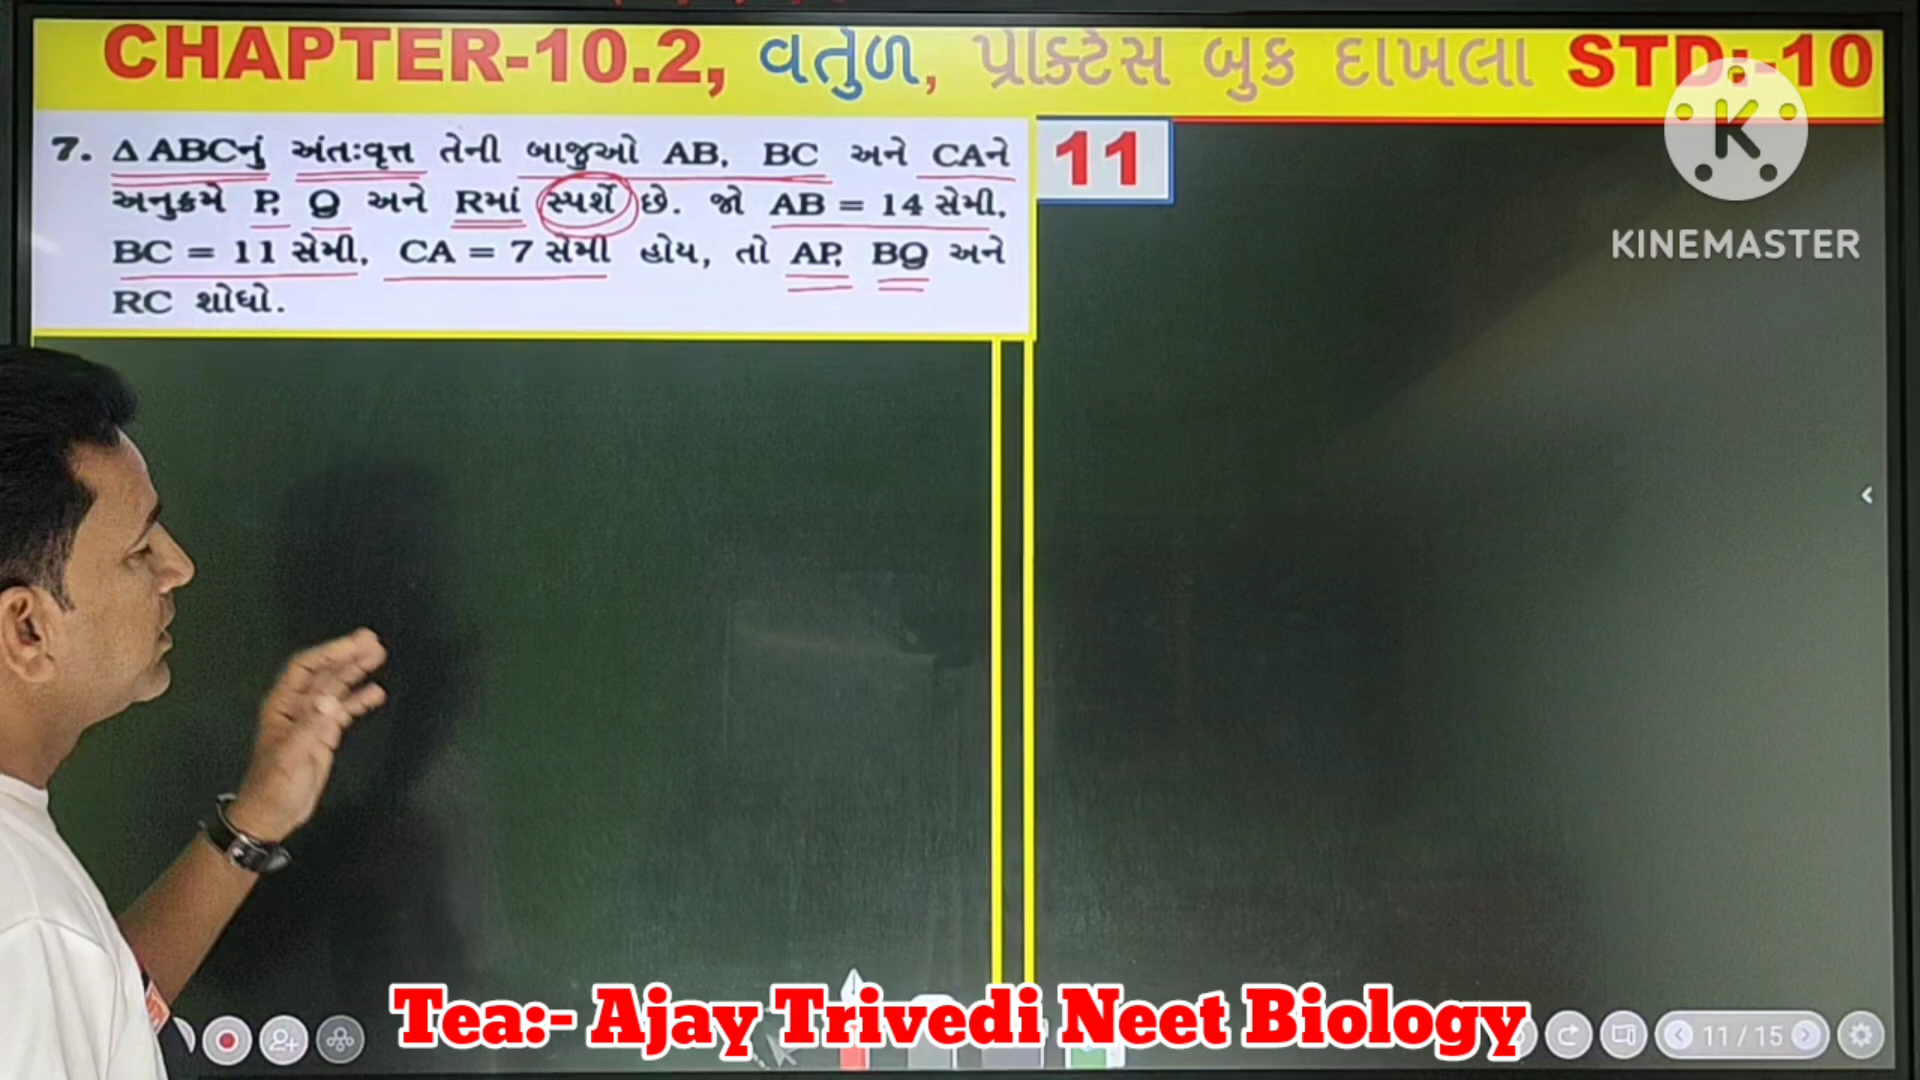 CHAPTER-10.2, વર્તુળ, પ્રેક્ટિસ બુક દાખલા STD:-10
7. Δ ABCનું અંતઃવૃત્ત તેની બાજુઓ AB, BC અને CAને
અનુક્રમે P, Q અને Rમાં સ્પર્શે છે. જો AB = 14 સેમી,
BC = 11 સેમી, CA = 7 સેમી હોય, તો AP, BQ અને
RC શોધો.
11
K
KINEMASTER
Tea:- Ajay Trivedi Neet Biology
11 / 15